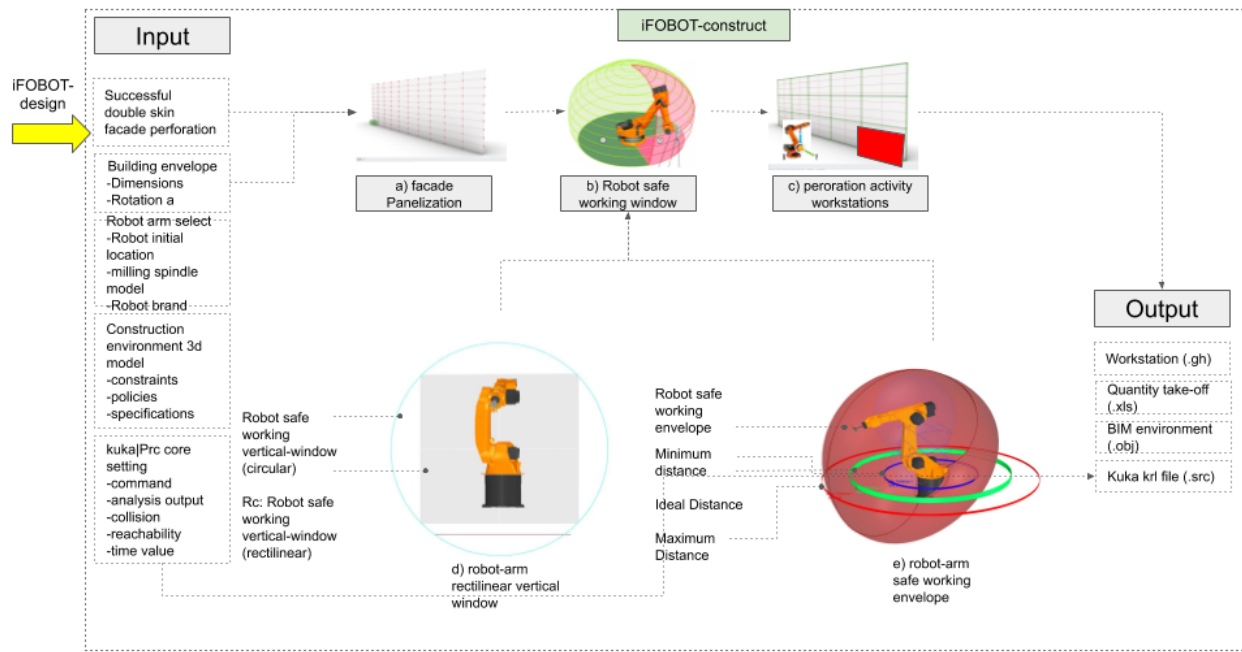 iFOBOT-construct
Input
iFOBOT-
design
Successful
double skin
facade perforation
Building envelope
-Dimensions
-Rotation a
Robot arm select
-Robot initial
location
-milling spindle
model
-Robot brand
Construction
environment 3d
model
-constraints
-policies
-specifications
kuka|Prc core
setting
-command
-analysis output
-collision
-reachability
-time value
a) facade
Panelization
b) Robot safe
working window
c) peroration activity
workstations
Robot safe
working
vertical-window
(circular)
Rc: Robot safe
working
vertical-window
(rectilinear)
d) robot-arm
rectilinear vertical
window
Robot safe
working
envelope
Minimum
distance
Ideal Distance
Maximum
Distance
e) robot-arm
safe working
envelope
Output
Workstation (.gh)
Quantity take-off
(.xls)
BIM environment
(.obj)
Kuka krl file (.src)